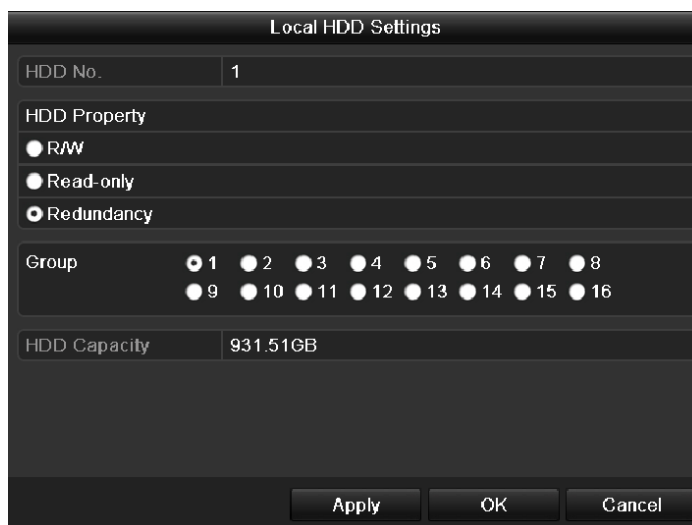 Local HDD Settings
HDD No. 1
HDD Property
R/W
Read-only
Redundancy
Group 1 2 3 4 5 6 7 8
9 10 11 12 13 14 15 16
HDD Capacity 931.51GB
Apply OK Cancel